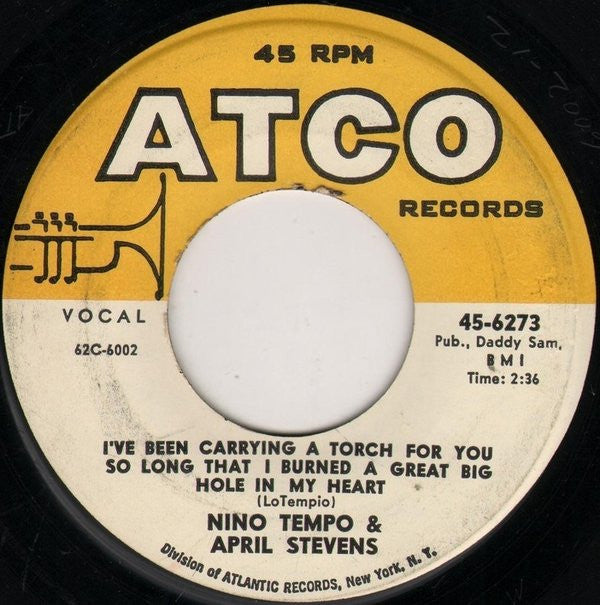 45 RPM
ATCO
RECORDS
VOCAL
62C-6002
45-6273
Pub., Daddy Sam,
BMI
Time: 2:36
I'VE BEEN CARRYING A TORCH FOR YOU
SO LONG THAT I BURNED A GREAT BIG
HOLE IN MY HEART
(LoTempio)
NINO TEMPO &
APRIL STEVENS
Division of ATLANTIC RECORDS, New York, N. Y.